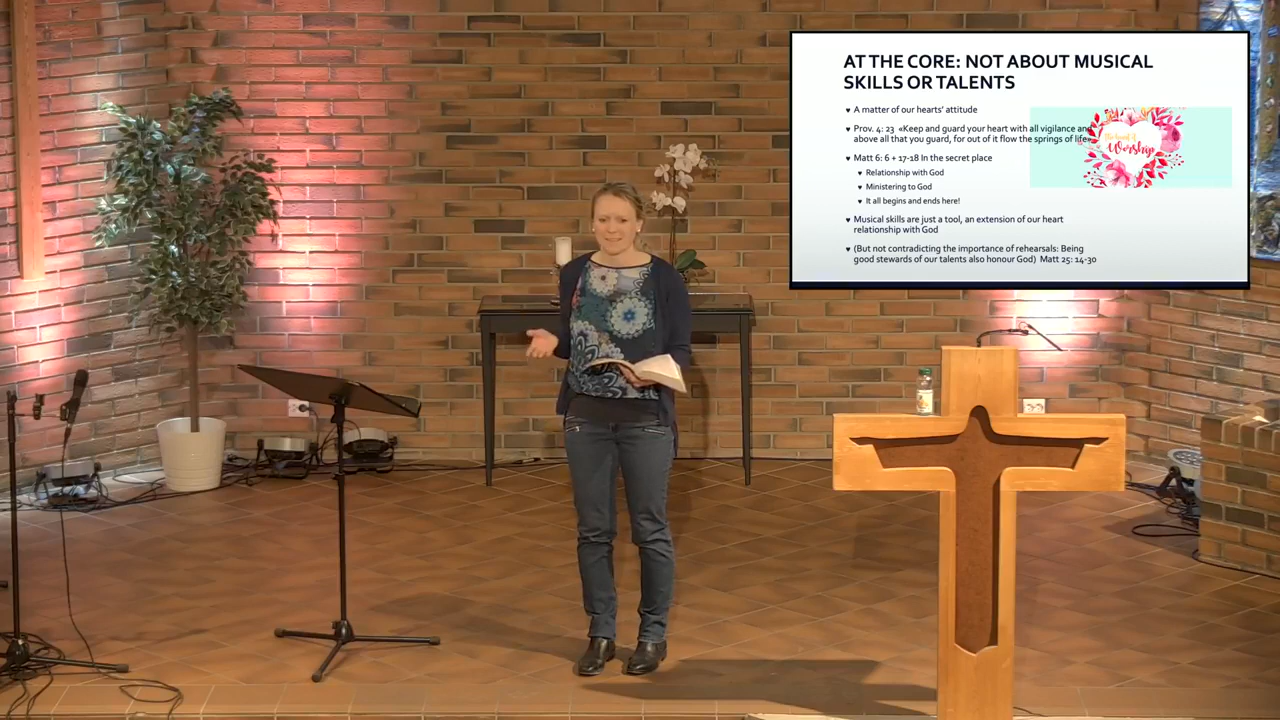 AT THE CORE: NOT ABOUT MUSICAL
SKILLS OR TALENTS
♥ A matter of our hearts' attitude
♥ Prov. 4: 23 «Keep and guard your heart with all vigilance and
above all that you guard, for out of it flow the springs of life»
♥ Matt 6: 6 + 17-18 In the secret place
♥ Relationship with God
♥ Ministering to God
♥ It all begins and ends here!
♥ Musical skills are just a tool, an extension of our heart
relationship with God
♥ (But not contradicting the importance of rehearsals: Being
good stewards of our talents also honour God) Matt 25: 14-30
Worship